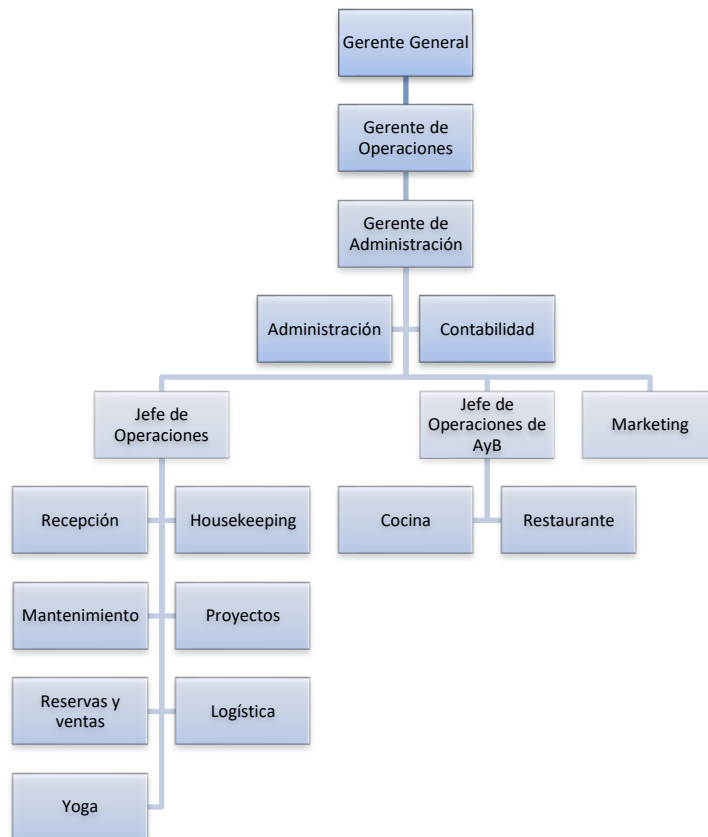 Gerente General
Gerente de
Operaciones
Gerente de
Administración
Administración
Contabilidad
Jefe de
Operaciones
Jefe de
Operaciones de
AyB
Marketing
Recepción
Housekeeping
Cocina
Restaurante
Mantenimiento
Proyectos
Reservas y
ventas
Logística
Yoga